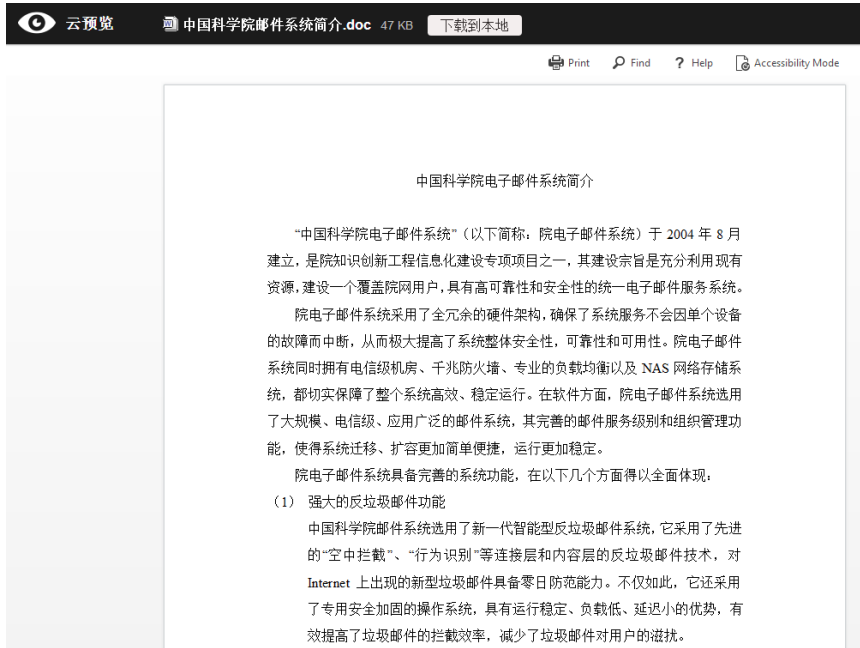 云预览 中国科学院邮件系统简介.doc 47 KB 下载到本地
Print Find ? Help Accessibility Mode
中国科学院电子邮件系统简介
“中国科学院电子邮件系统”（以下简称：院电子邮件系统）于 2004 年 8 月
建立，是院知识创新工程信息化建设专项项目之一，其建设宗旨是充分利用现有
资源，建设一个覆盖院网用户，具有高可靠性和安全性的统一电子邮件服务系统。
院电子邮件系统采用了全冗余的硬件架构，确保了系统服务不会因单个设备
的故障而中断，从而极大提高了系统整体安全性，可靠性和可用性。院电子邮件
系统同时拥有电信级机房、千兆防火墙、专业的负载均衡以及 NAS 网络存储系
统，都切实保障了整个系统高效、稳定运行。在软件方面，院电子邮件系统选用
了大规模、电信级、应用广泛的邮件系统，其完善的邮件服务级别和组织管理功
能，使得系统迁移、扩容更加简单便捷，运行更加稳定。
院电子邮件系统具备完善的系统功能，在以下几个方面得以全面体现：
（1） 强大的反垃圾邮件功能
中国科学院邮件系统选用了新一代智能型反垃圾邮件系统，它采用了先进
的“空中拦截”、“行为识别”等连接层和内容层的反垃圾邮件技术，对
Internet 上出现的新型垃圾邮件具备零日防范能力。不仅如此，它还采用
了专用安全加固的操作系统，具有运行稳定、负载低、延迟小的优势，有
效提高了垃圾邮件的拦截效率，减少了垃圾邮件对用户的滋扰。